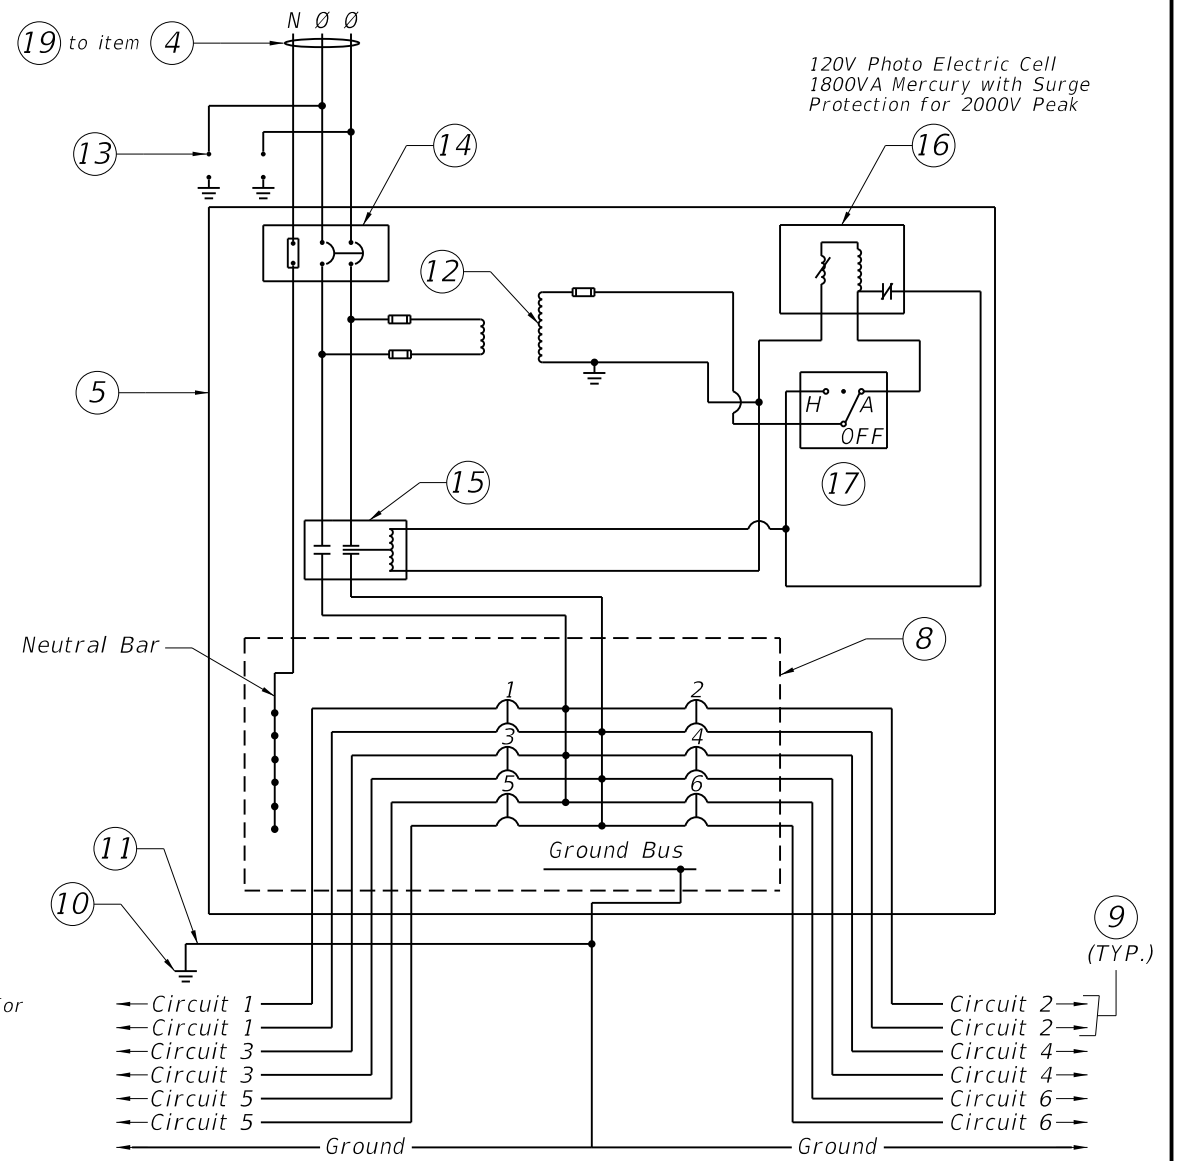 N Ø Ø
19 to item 4
120V Photo Electric Cell
1800VA Mercury with Surge
Protection for 2000V Peak
13
14
16
12
5
H A
OFF
17
15
Neutral Bar
8
1 2
3 4
5 6
Ground Bus
11
10
9
(TYP.)
or
Circuit 1 Circuit 2
Circuit 1 Circuit 2
Circuit 3 Circuit 4
Circuit 3 Circuit 4
Circuit 5 Circuit 6
Circuit 5 Circuit 6
Ground Ground